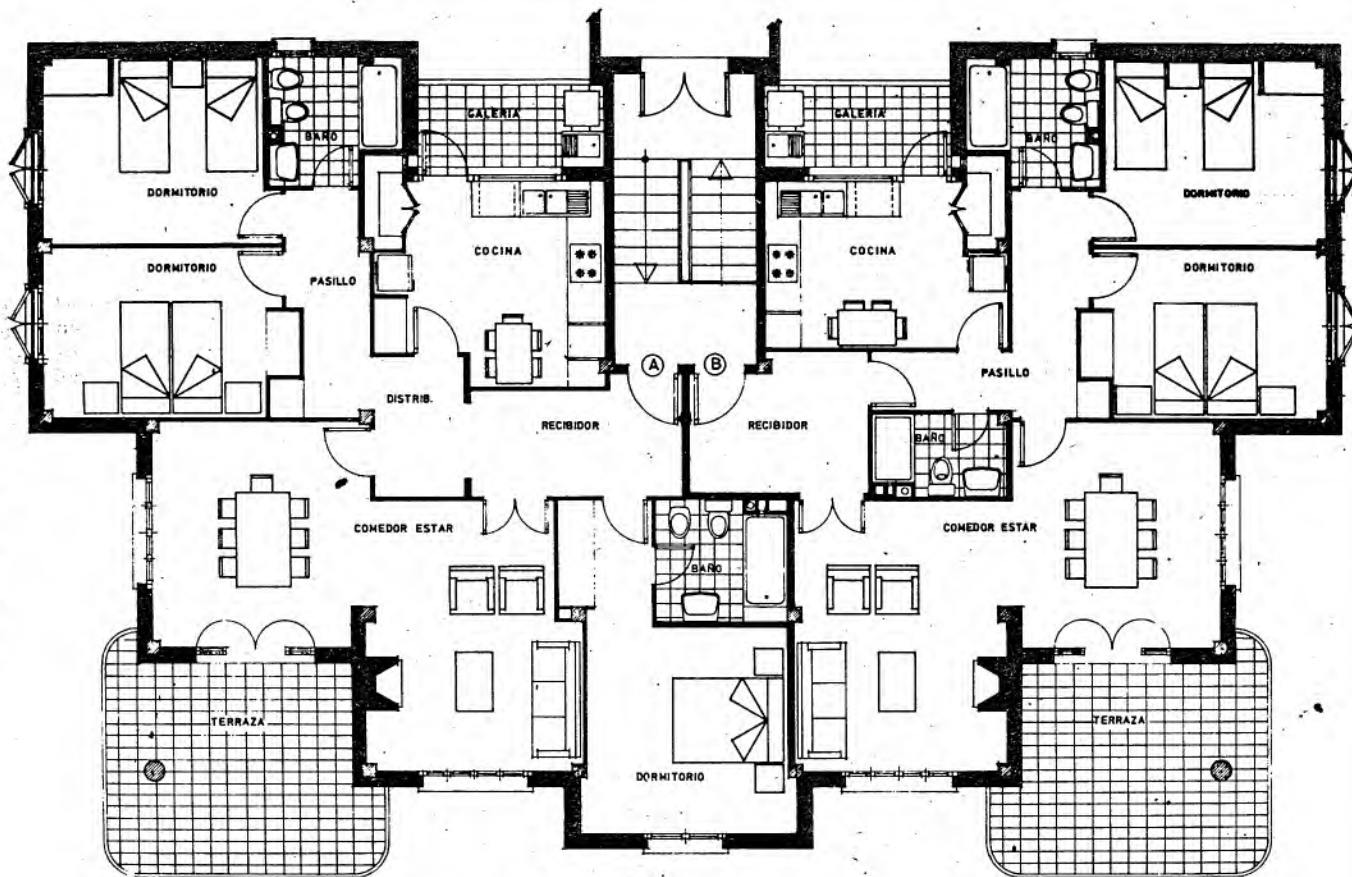 GALERIA
GALERIA
BAÑO
BAÑO
DORMITORIO
DORMITORIO
COCINA
COCINA
DORMITORIO
DORMITORIO
PASILLO
A
B
PASILLO
DISTRIB.
RECIBIDOR
RECIBIDOR
BAÑO
COMEDOR ESTAR
COMEDOR ESTAR
BAÑO
TERRAZA
TERRAZA
DORMITORIO